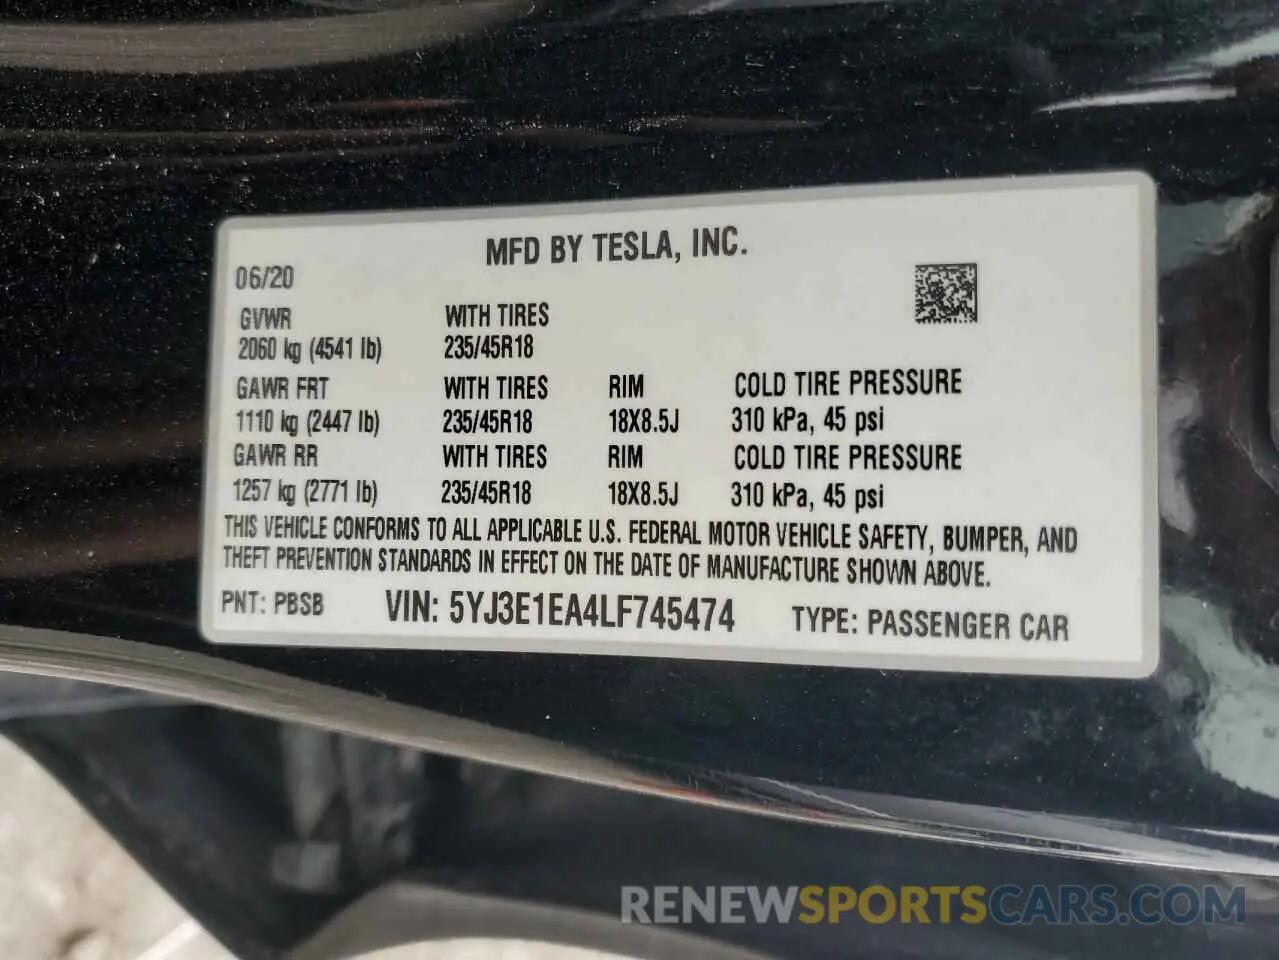 MFD BY TESLA, INC.
06/20
GVWR WITH TIRES
2060 kg (4541 lb) 235/45R18
GAWR FRT WITH TIRES RIM COLD TIRE PRESSURE
1110 kg (2447 lb) 235/45R18 18X8.5J 310 kPa, 45 psi
GAWR RR WITH TIRES RIM COLD TIRE PRESSURE
1257 kg (2771 lb) 235/45R18 18X8.5J 310 kPa, 45 psi
THIS VEHICLE CONFORMS TO ALL APPLICABLE U.S. FEDERAL MOTOR VEHICLE SAFETY, BUMPER, AND
THEFT PREVENTION STANDARDS IN EFFECT ON THE DATE OF MANUFACTURE SHOWN ABOVE.
PNT: PBSB VIN: 5YJ3E1EA4LF745474 TYPE: PASSENGER CAR
RENEWSPORTSCARS.COM